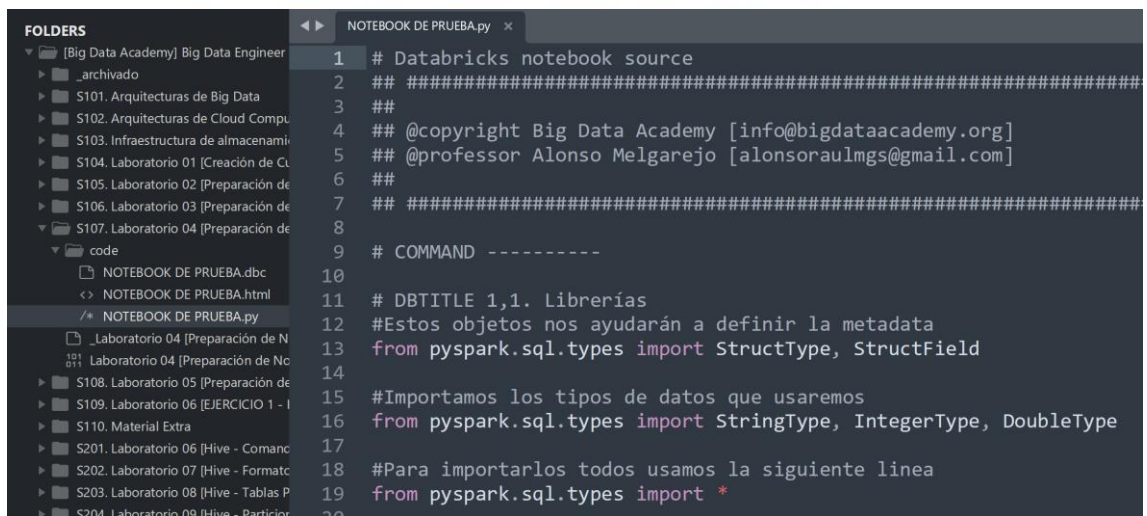 FOLDERS
[Big Data Academy] Big Data Engineer
_archivado
S101. Arquitecturas de Big Data
S102. Arquitecturas de Cloud Compu
S103. Infraestructura de almacenami
S104. Laboratorio 01 [Creación de Cu
S105. Laboratorio 02 [Preparación de
S106. Laboratorio 03 [Preparación de
S107. Laboratorio 04 [Preparación de
code
NOTEBOOK DE PRUEBA.dbc
<> NOTEBOOK DE PRUEBA.html
/* NOTEBOOK DE PRUEBA.py
_Laboratorio 04 [Preparación de N
Laboratorio 04 [Preparación de No
S108. Laboratorio 05 [Preparación de
S109. Laboratorio 06 [EJERCICIO 1 -
S110. Material Extra
S201. Laboratorio 06 [Hive - Comanc
S202. Laboratorio 07 [Hive - Formato
S203. Laboratorio 08 [Hive - Tablas P
S204. Laboratorio 09 [Hive - Particior
NOTEBOOK DE PRUEBA.py ×
1 # Databricks notebook source
2 ## ################################################################
3 ##
4 ## @copyright Big Data Academy [info@bigdataacademy.org]
5 ## @professor Alonso Melgarejo [alonsoraulmgs@gmail.com]
6 ##
7 ## ################################################################
8
9 # COMMAND ----------
10
11 # DBTITLE 1,1. Librerías
12 #Estos objetos nos ayudarán a definir la metadata
13 from pyspark.sql.types import StructType, StructField
14
15 #Importamos los tipos de datos que usaremos
16 from pyspark.sql.types import StringType, IntegerType, DoubleType
17
18 #Para importarlos todos usamos la siguiente linea
19 from pyspark.sql.types import *
20